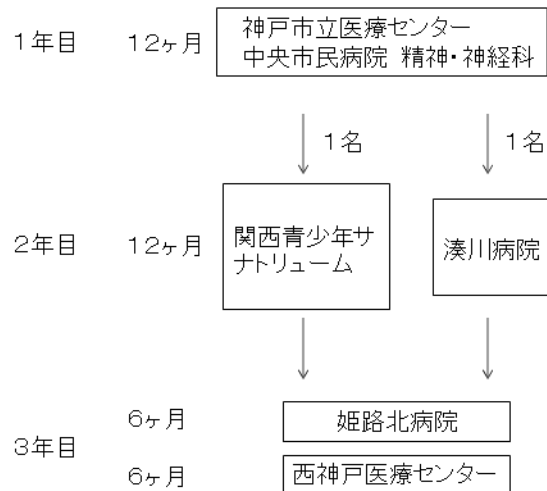 1年目 12ヶ月 神戸市立医療センター
中央市民病院 精神・神経科
1名 1名
2年目 12ヶ月 関西青少年サ
ナトリューム
湊川病院
6ヶ月 姫路北病院
3年目
6ヶ月 西神戸医療センター